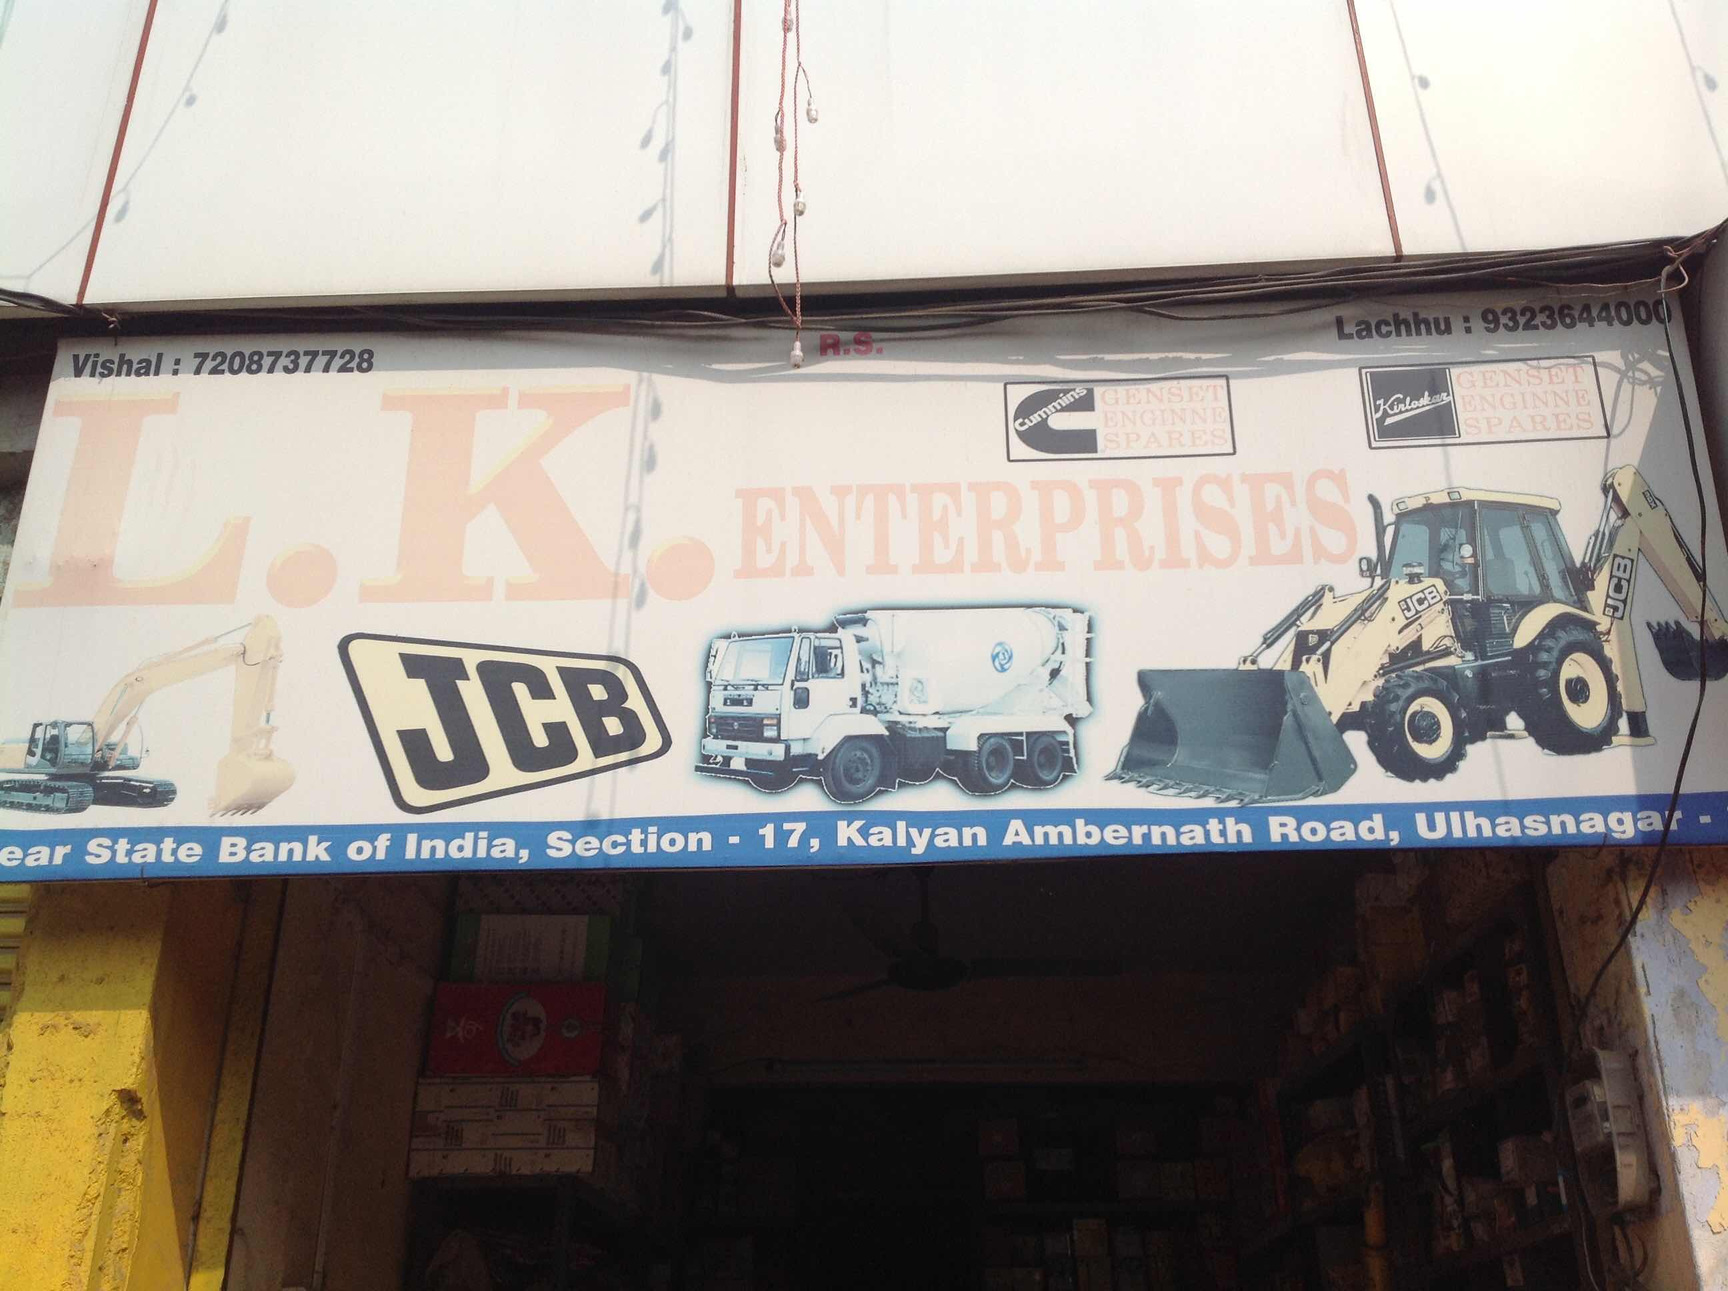 Vishal : 7208737728
R.S.
Lachhu : 9323644000
L.K. ENTERPRISES
Cummins
GENSET
ENGINNE
SPARES
Kirloskar
GENSET
ENGINNE
SPARES
JCB
JCB
JCB
ear State Bank of India, Section - 17, Kalyan Ambernath Road, Ulhasnagar -